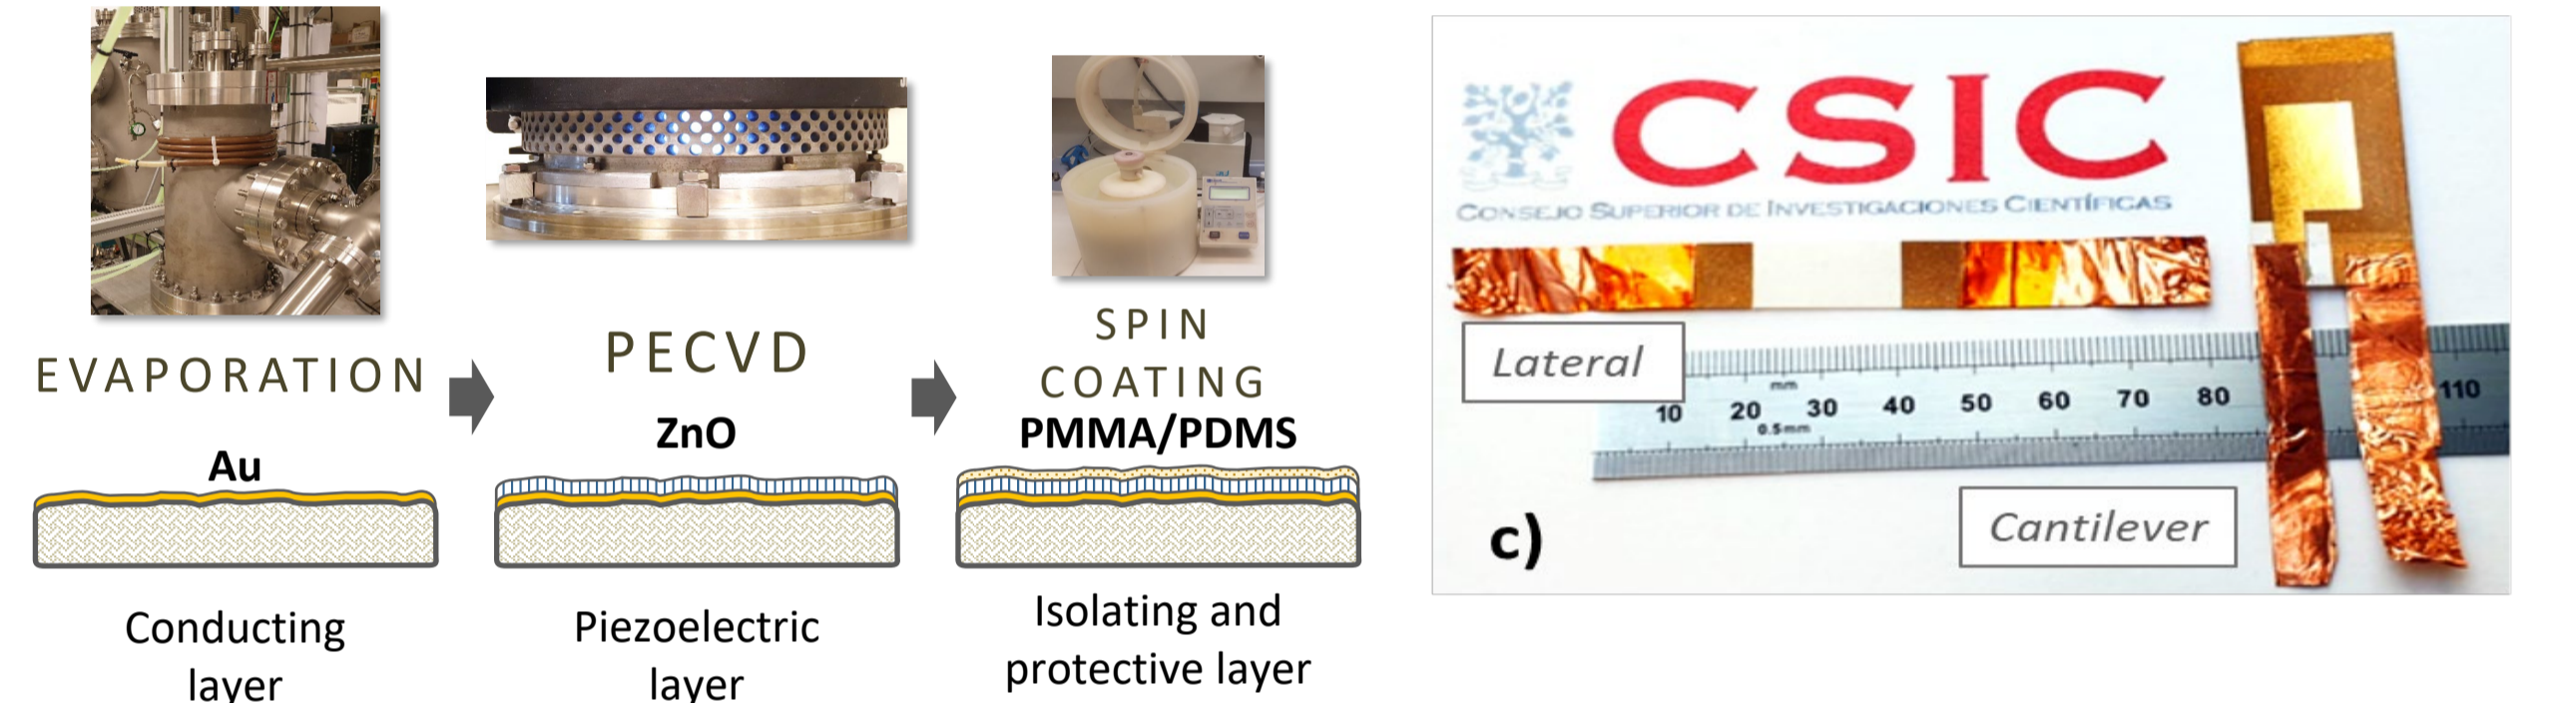 EVAPORATION
Au
Conducting
layer
PECVD
ZnO
Piezoelectric
layer
SPIN
COATING
PMMA/PDMS
Isolating and
protective layer
CSIC
CONSEJO SUPERIOR DE INVESTIGACIONES CIENTÍFICAS
Lateral
mm
10 20 30 40 50 60 70 80 110
0.5mm
Cantilever
c)